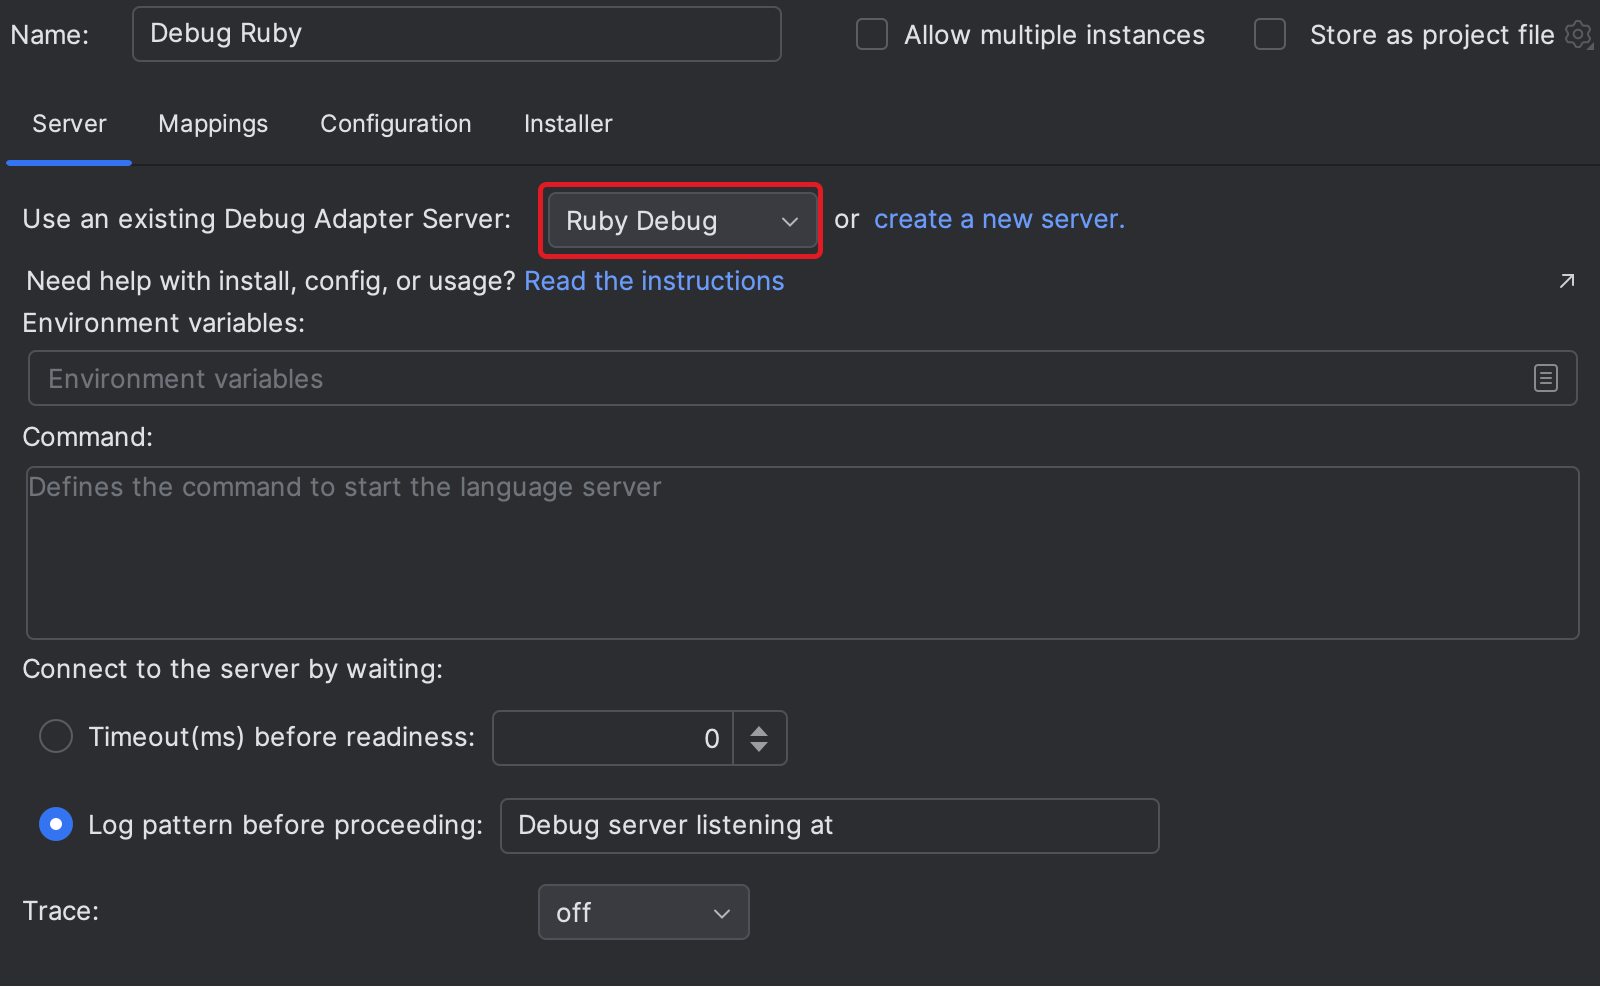 Name: Debug Ruby Allow multiple instances Store as project file
Server Mappings Configuration Installer
Use an existing Debug Adapter Server: Ruby Debug or create a new server.
Need help with install, config, or usage? Read the instructions
Environment variables:
Environment variables
Command:
Defines the command to start the language server
Connect to the server by waiting:
Timeout(ms) before readiness: 0
Log pattern before proceeding: Debug server listening at
Trace: off